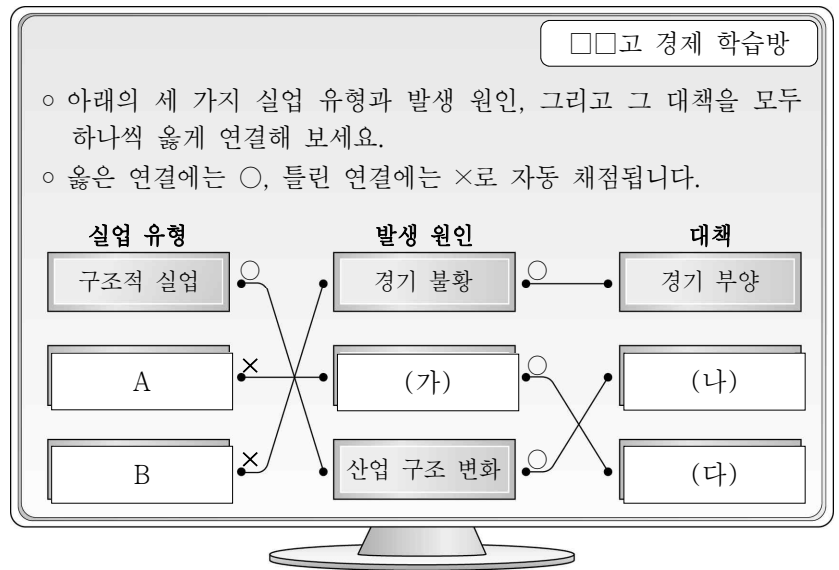 □□고 경제 학습방
○ 아래의 세 가지 실업 유형과 발생 원인, 그리고 그 대책을 모두
하나씩 옳게 연결해 보세요.
○ 옳은 연결에는 ○, 틀린 연결에는 ×로 자동 채점됩니다.
실업 유형 발생 원인 대책
구조적 실업 ○ 경기 불황 ○ 경기 부양
A × (가) ○ (나)
B × 산업 구조 변화 ○ (다)